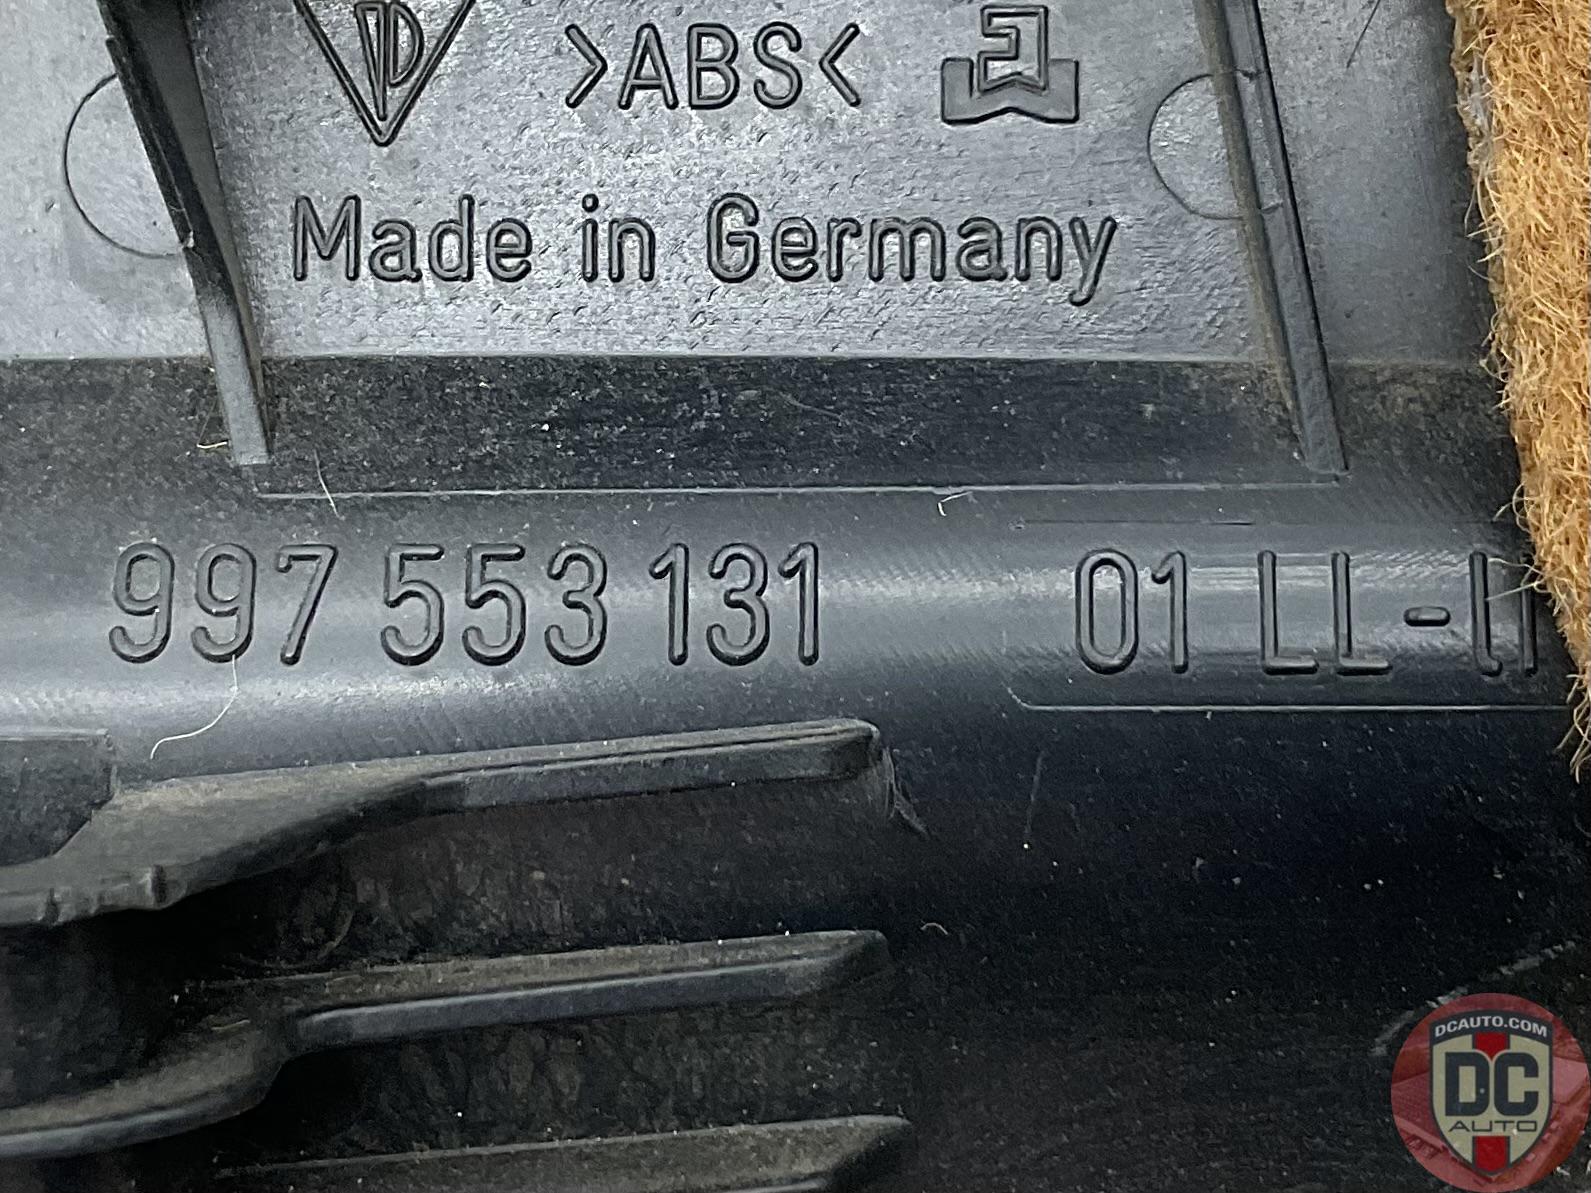 >ABS<
Made in Germany
997 553 131 01 LL-
DCAUTO.COM
DC
AUTO